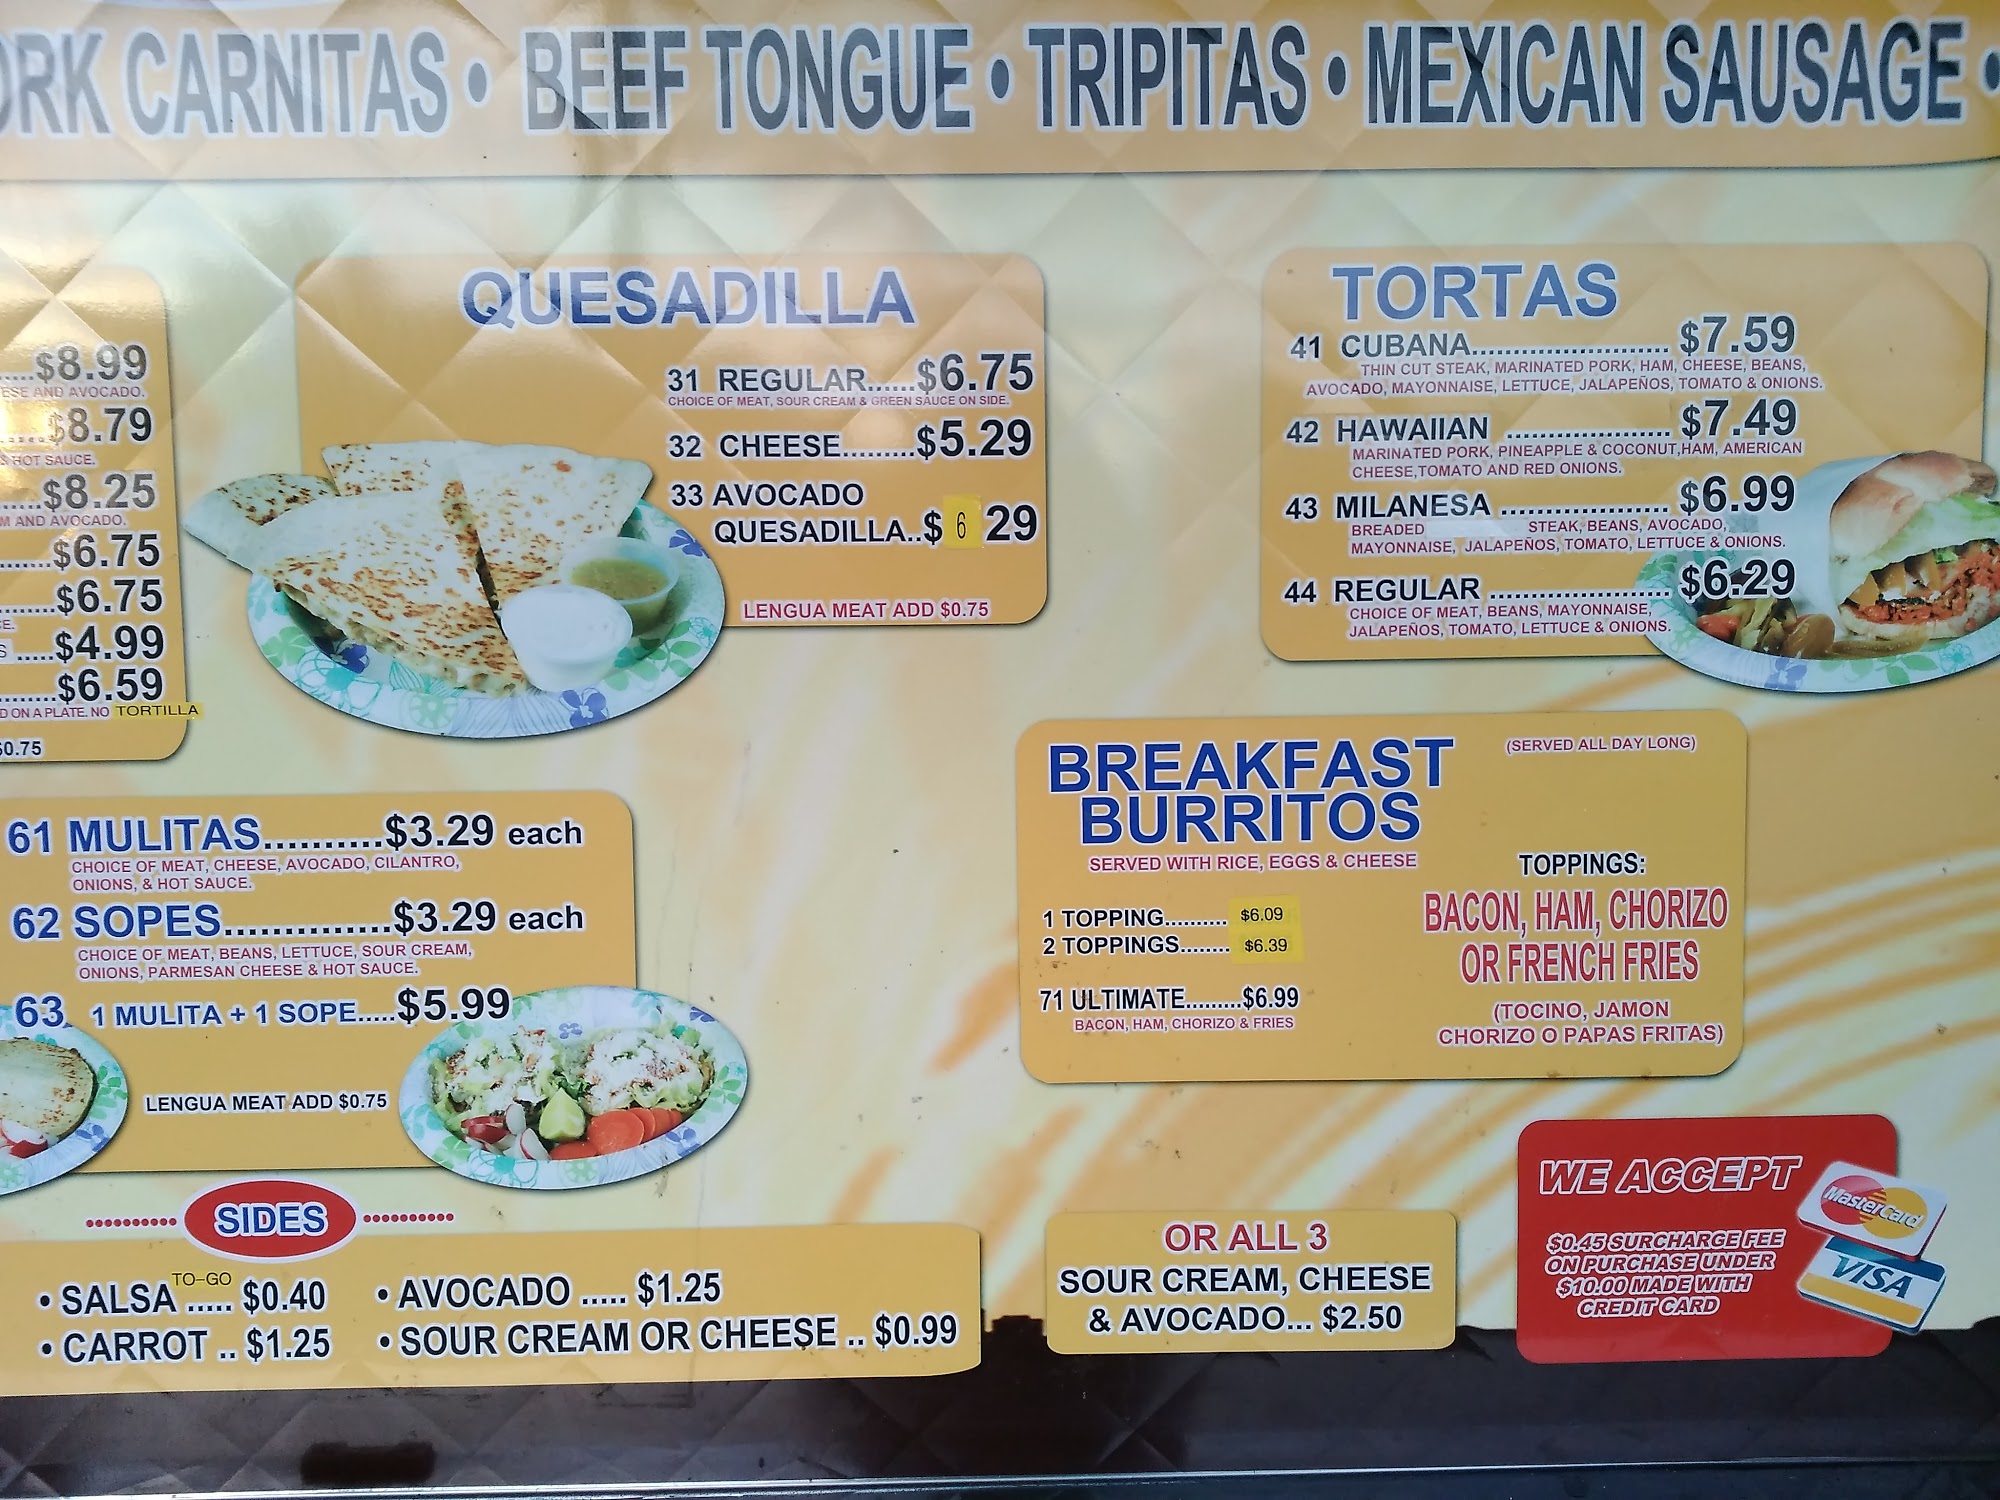 CARNITAS • BEEF TONGUE • TRIPITAS • MEXICAN SAUSAGE •
$8.99
AND AVOCADO.
$8.79
HOT SAUCE.
$8.25
AND AVOCADO.
$6.75
$6.75
$4.99
$6.59
ON A PLATE. NO TORTILLA
$0.75
QUESADILLA
31 REGULAR......$6.75
CHOICE OF MEAT, SOUR CREAM & GREEN SAUCE ON SIDE.
32 CHEESE.........$5.29
33 AVOCADO
QUESADILLA..$6 29
LENGUA MEAT ADD $0.75
TORTAS
41 CUBANA........................ $7.59
THIN CUT STEAK, MARINATED PORK, HAM, CHEESE, BEANS,
AVOCADO, MAYONNAISE, LETTUCE, JALAPEÑOS, TOMATO & ONIONS.
42 HAWAIIAN .................... $7.49
MARINATED PORK, PINEAPPLE & COCONUT,HAM, AMERICAN
CHEESE,TOMATO AND RED ONIONS.
43 MILANESA .................... $6.99
BREADED STEAK, BEANS, AVOCADO,
MAYONNAISE, JALAPEÑOS, TOMATO, LETTUCE & ONIONS.
44 REGULAR ...................... $6.29
CHOICE OF MEAT, BEANS, MAYONNAISE,
JALAPEÑOS, TOMATO, LETTUCE & ONIONS.
61 MULITAS..........$3.29 each
CHOICE OF MEAT, CHEESE, AVOCADO, CILANTRO,
ONIONS, & HOT SAUCE.
62 SOPES..............$3.29 each
CHOICE OF MEAT, BEANS, LETTUCE, SOUR CREAM,
ONIONS, PARMESAN CHEESE & HOT SAUCE.
63 1 MULITA + 1 SOPE.....$5.99
LENGUA MEAT ADD $0.75
BREAKFAST
BURRITOS
(SERVED ALL DAY LONG)
SERVED WITH RICE, EGGS & CHEESE
1 TOPPING.......... $6.09
2 TOPPINGS........ $6.39
71 ULTIMATE.........$6.99
BACON, HAM, CHORIZO & FRIES
TOPPINGS:
BACON, HAM, CHORIZO
OR FRENCH FRIES
(TOCINO, JAMON
CHORIZO O PAPAS FRITAS)
SIDES
• SALSA TO-GO ..... $0.40
• CARROT .. $1.25
• AVOCADO ..... $1.25
• SOUR CREAM OR CHEESE .. $0.99
OR ALL 3
SOUR CREAM, CHEESE
& AVOCADO... $2.50
WE ACCEPT
$0.45 SURCHARGE FEE
ON PURCHASE UNDER
$10.00 MADE WITH
CREDIT CARD
MasterCard
VISA